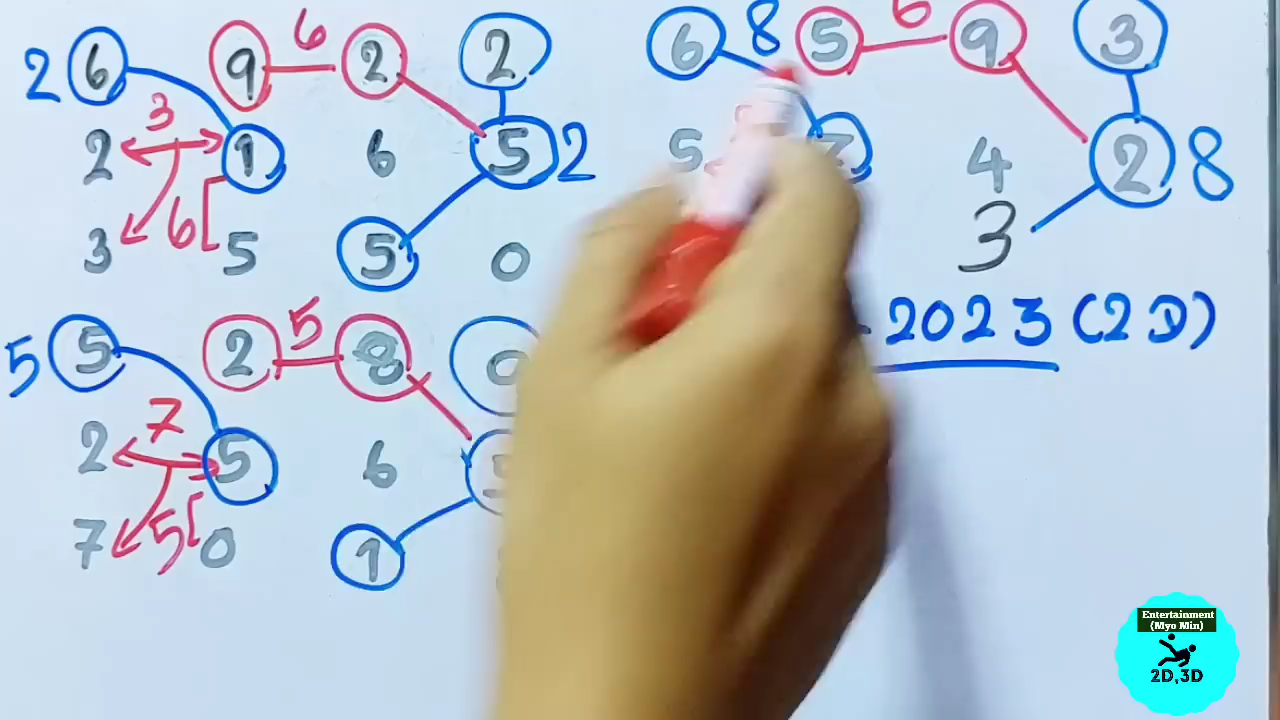 2 6 9 6 2 2
2 3 1 6 5 2
3 6 5 5 0
5 5 2 5 8 0
2 7 5 6
7 5 0 1
6 8 5 6 9 3
5 4 2 8
3
2023 (2D)
Entertainment
(Myo Min)
2D,3D